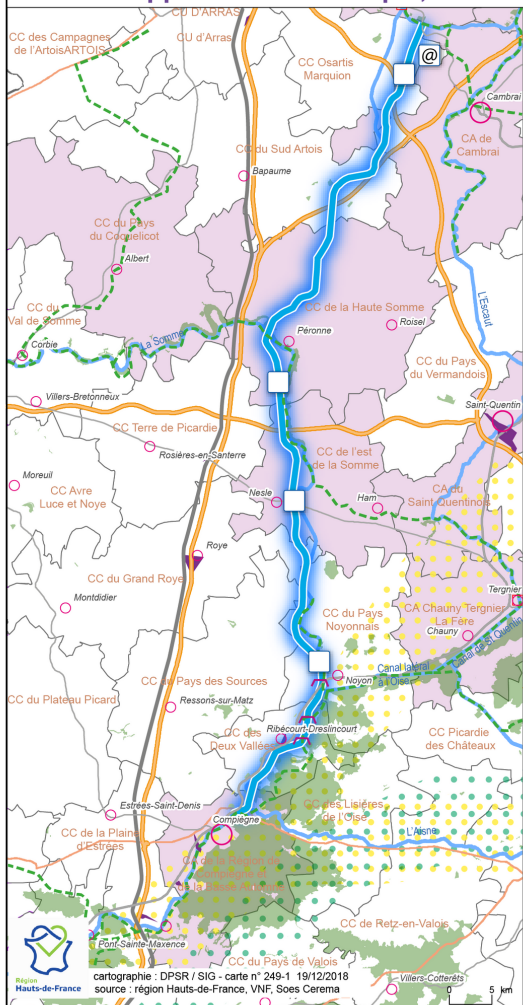 CC des Campagnes
de l'ArtoisARTOIS
CU D'ARRAS
CU d'Arras
CC Osartis
Marquion
@
Cambrai
CA de
Cambrai
CC du Sud Artois
Bapaume
CC du Pays
du Coquelicot
Albert
L'Escaut
CC du
Val de Somme
Corbie
La Somme
CC de la Haute Somme
Péronne
Roisel
CC du Pays
du Vermandois
Villers-Bretonneux
Saint-Quentin
CC Terre de Picardie
Rosières-en-Santerre
CC de l'est
de la Somme
Moreuil
CC Avre
Luce et Noye
Nesle
Ham
CA du
Saint Quentinois
Roye
CC du Grand Roye
Montdidier
CC du Pays
Noyonnais
CA Chauny Tergnier
La Fère
Tergnier
Chauny
Canal de St Quentin
Canal latéral
à l'Oise
Noyon
CC du Pays des Sources
CC du Plateau Picard
Ressons-sur-Matz
Ribécourt-Dreslincourt
CC des
Deux Vallées
CC Picardie
des Châteaux
Estrées-Saint-Denis
Compiègne
CC des Lisières
de l'Oise
CC de la Plaine
d'Estrées
L'Aisne
CA de la Région de
Compiègne et
de la Basse Automne
CC de Retz-en-Valois
Pont-Sainte-Maxence
CC du Pays de Valois
Villers-Cotterêts
Région
Hauts-de-France
cartographie : DPSR / SIG - carte n° 249-1 19/12/2018
source : région Hauts-de-France, VNF, Soes Cerema
0 5 km